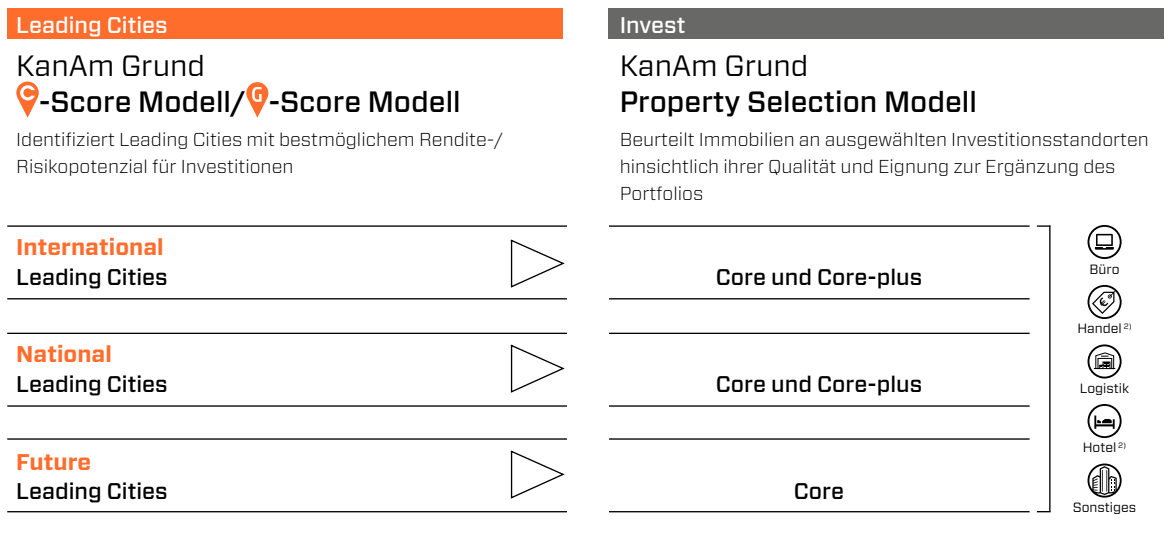 Leading Cities
KanAm Grund
C-Score Modell/G-Score Modell
Identifiziert Leading Cities mit bestmöglichem Rendite-/
Risikopotenzial für Investitionen
International
Leading Cities
National
Leading Cities
Future
Leading Cities
Invest
KanAm Grund
Property Selection Modell
Beurteilt Immobilien an ausgewählten Investitionsstandorten
hinsichtlich ihrer Qualität und Eignung zur Ergänzung des
Portfolios
Core und Core-plus
Core und Core-plus
Core
Büro
Handel 2)
Logistik
Hotel 2)
Sonstiges